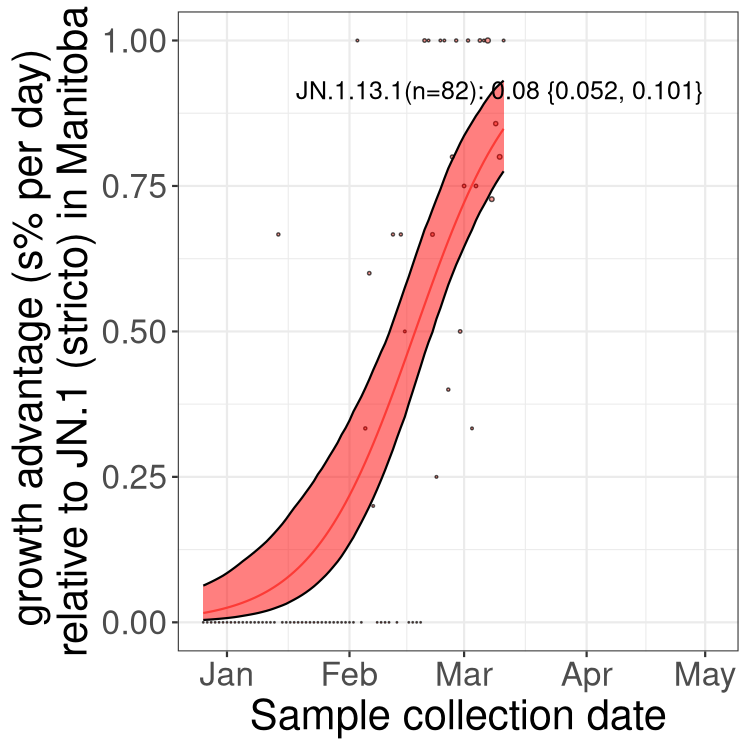 growth advantage (s% per day)
relative to JN.1 (stricto) in Manitoba
1.00
0.75
0.50
0.25
0.00
JN.1.13.1(n=82): 0.08 {0.052, 0.101}
Jan Feb Mar Apr May
Sample collection date